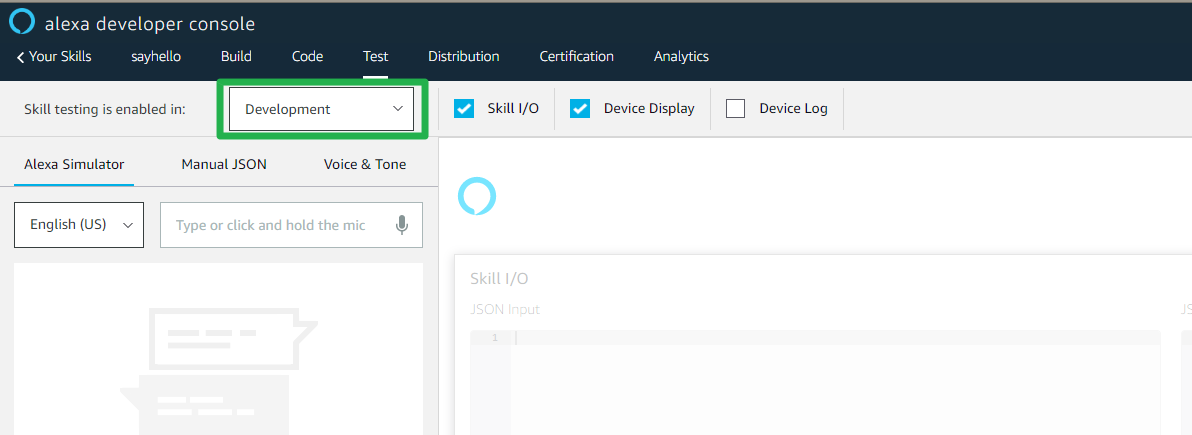 alexa developer console
Your Skills sayhello Build Code Test Distribution Certification Analytics
Skill testing is enabled in: Development Skill I/O Device Display Device Log
Alexa Simulator Manual JSON Voice & Tone
English (US) Type or click and hold the mic
Skill I/O
JSON Input JS
1